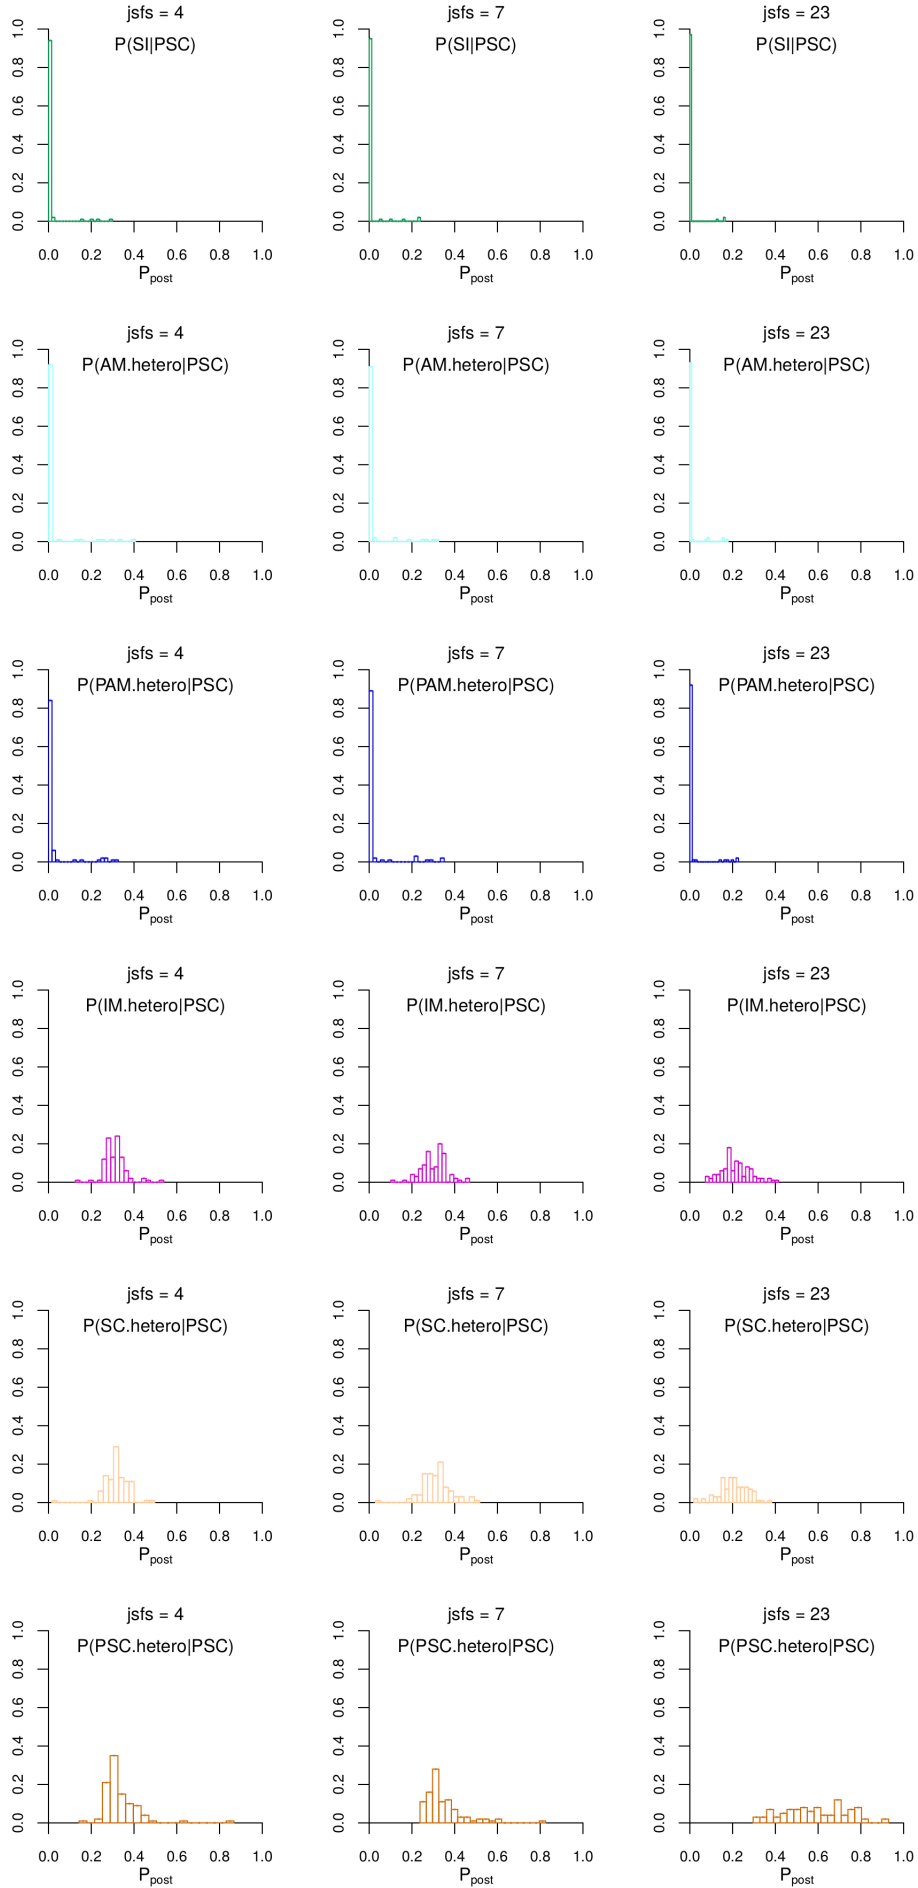 jsfs = 4 jsfs = 7 jsfs = 23
P(SI|PSC) P(SI|PSC) P(SI|PSC)
1.0 1.0 1.0
0.8 0.8 0.8
0.6 0.6 0.6
0.4 0.4 0.4
0.2 0.2 0.2
0.0 0.0 0.0
0.0 0.2 0.4 0.6 0.8 1.0 0.0 0.2 0.4 0.6 0.8 1.0 0.0 0.2 0.4 0.6 0.8 1.0
Ppost Ppost Ppost
jsfs = 4 jsfs = 7 jsfs = 23
P(AM.hetero|PSC) P(AM.hetero|PSC) P(AM.hetero|PSC)
1.0 1.0 1.0
0.8 0.8 0.8
0.6 0.6 0.6
0.4 0.4 0.4
0.2 0.2 0.2
0.0 0.0 0.0
0.0 0.2 0.4 0.6 0.8 1.0 0.0 0.2 0.4 0.6 0.8 1.0 0.0 0.2 0.4 0.6 0.8 1.0
Ppost Ppost Ppost
jsfs = 4 jsfs = 7 jsfs = 23
P(PAM.hetero|PSC) P(PAM.hetero|PSC) P(PAM.hetero|PSC)
1.0 1.0 1.0
0.8 0.8 0.8
0.6 0.6 0.6
0.4 0.4 0.4
0.2 0.2 0.2
0.0 0.0 0.0
0.0 0.2 0.4 0.6 0.8 1.0 0.0 0.2 0.4 0.6 0.8 1.0 0.0 0.2 0.4 0.6 0.8 1.0
Ppost Ppost Ppost
jsfs = 4 jsfs = 7 jsfs = 23
P(IM.hetero|PSC) P(IM.hetero|PSC) P(IM.hetero|PSC)
1.0 1.0 1.0
0.8 0.8 0.8
0.6 0.6 0.6
0.4 0.4 0.4
0.2 0.2 0.2
0.0 0.0 0.0
0.0 0.2 0.4 0.6 0.8 1.0 0.0 0.2 0.4 0.6 0.8 1.0 0.0 0.2 0.4 0.6 0.8 1.0
Ppost Ppost Ppost
jsfs = 4 jsfs = 7 jsfs = 23
P(SC.hetero|PSC) P(SC.hetero|PSC) P(SC.hetero|PSC)
1.0 1.0 1.0
0.8 0.8 0.8
0.6 0.6 0.6
0.4 0.4 0.4
0.2 0.2 0.2
0.0 0.0 0.0
0.0 0.2 0.4 0.6 0.8 1.0 0.0 0.2 0.4 0.6 0.8 1.0 0.0 0.2 0.4 0.6 0.8 1.0
Ppost Ppost Ppost
jsfs = 4 jsfs = 7 jsfs = 23
P(PSC.hetero|PSC) P(PSC.hetero|PSC) P(PSC.hetero|PSC)
1.0 1.0 1.0
0.8 0.8 0.8
0.6 0.6 0.6
0.4 0.4 0.4
0.2 0.2 0.2
0.0 0.0 0.0
0.0 0.2 0.4 0.6 0.8 1.0 0.0 0.2 0.4 0.6 0.8 1.0 0.0 0.2 0.4 0.6 0.8 1.0
Ppost Ppost Ppost